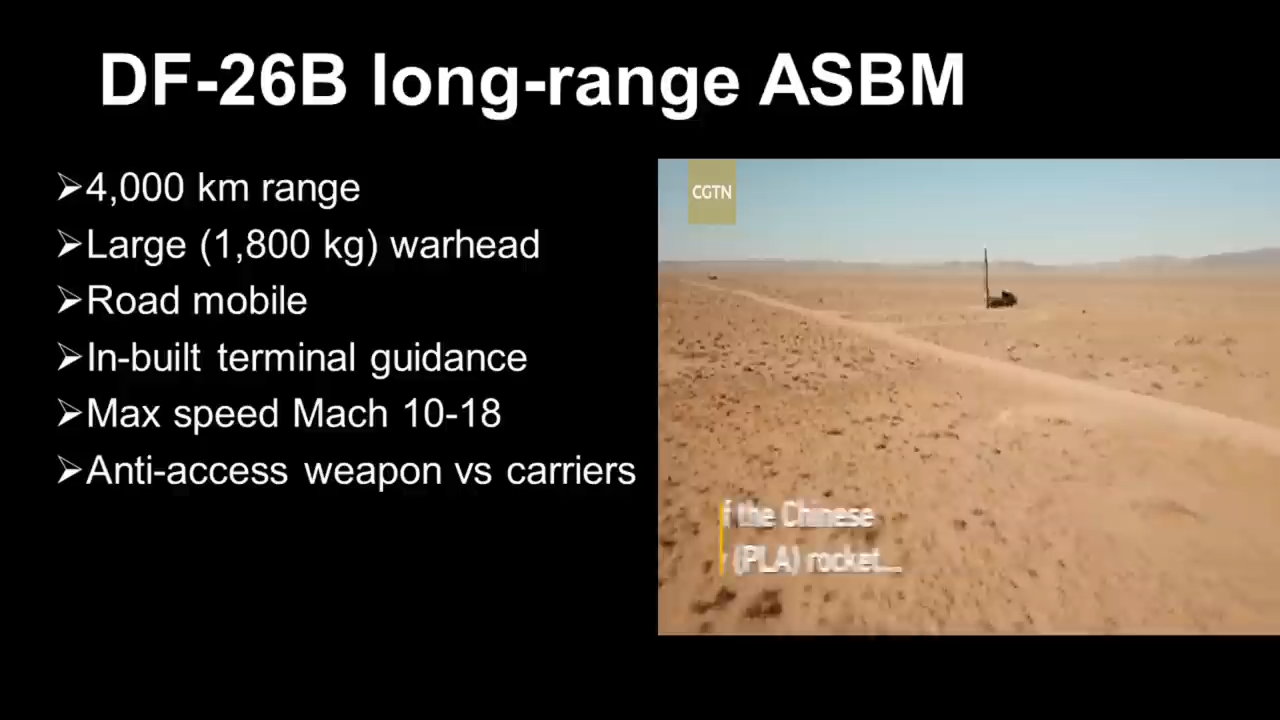 DF-26B long-range ASBM
➢4,000 km range
➢Large (1,800 kg) warhead
➢Road mobile
➢In-built terminal guidance
➢Max speed Mach 10-18
➢Anti-access weapon vs carriers
CGTN
f the Chinese
(PLA) rocket...